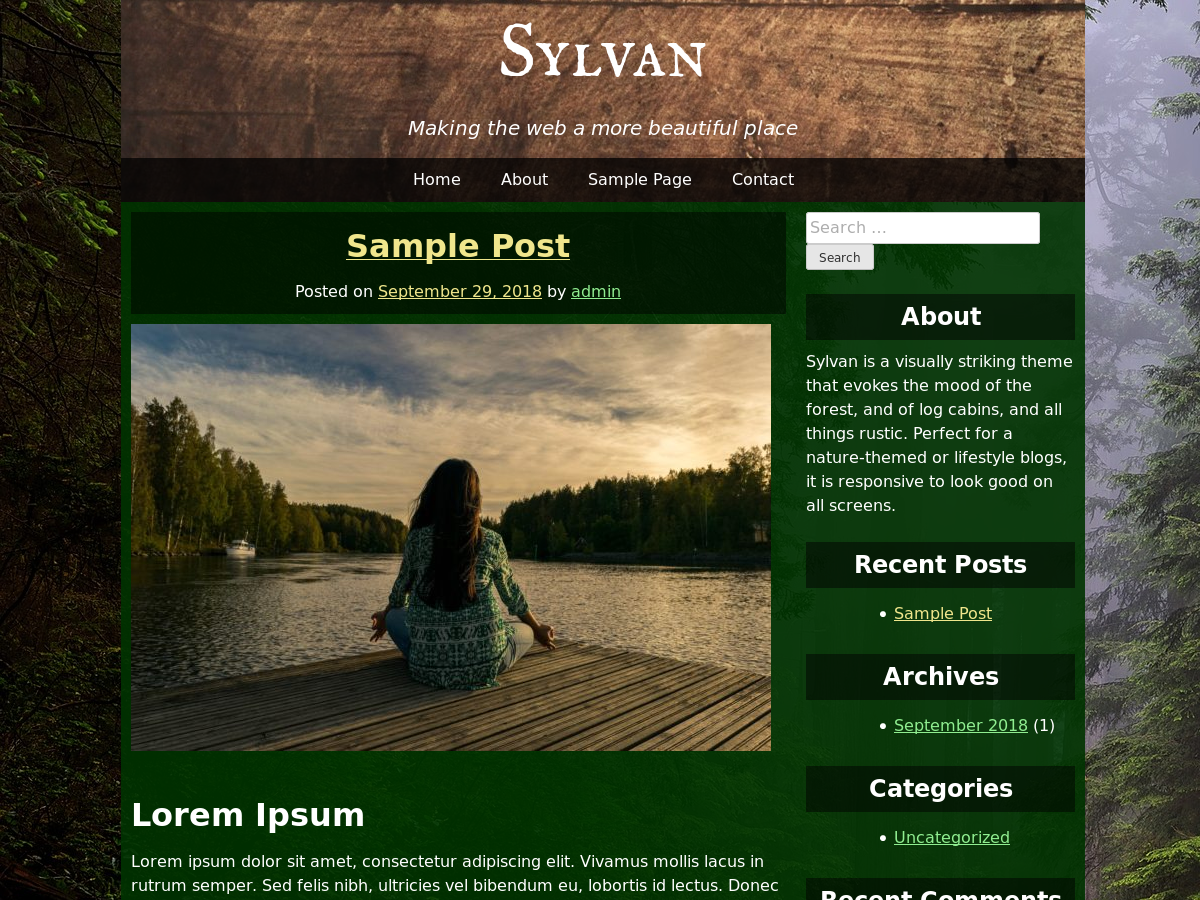 Sylvan
Making the web a more beautiful place
Home About Sample Page Contact
Sample Post
Posted on September 29, 2018 by admin
Lorem Ipsum
Lorem ipsum dolor sit amet, consectetur adipiscing elit. Vivamus mollis lacus in
rutrum semper. Sed felis nibh, ultricies vel bibendum eu, lobortis id lectus. Donec
Search …
Search
About
Sylvan is a visually striking theme
that evokes the mood of the
forest, and of log cabins, and all
things rustic. Perfect for a
nature-themed or lifestyle blogs,
it is responsive to look good on
all screens.
Recent Posts
Sample Post
Archives
September 2018 (1)
Categories
Uncategorized
Recent Comments